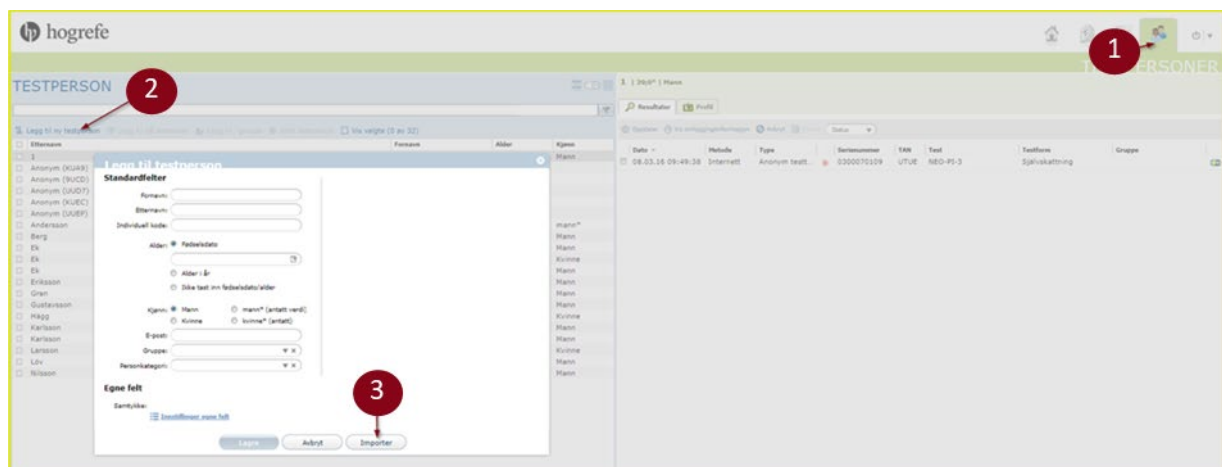 hogrefe
1
TESTPERSONER
TESTPERSON
2
1 | Mann
Resultater Profil
Legg til ny testperson Vis valgte (0 av 32)
Etternavn Fornavn Alder Kjønn
Dato Metode Type Serienummer TAN Test Testform Gruppe
08.03.16 09:49:38 Internett Anonym testt... 0300070109 UTUE NEO-PI-3 Självskattning
1 Mann
Anonym (KUA9)
Anonym (9UCD)
Anonym (UUD7)
Anonym (KUEC)
Anonym (UUEP)
Andersson mann*
Berg Mann
Ek Mann
Ek Kvinne
Ek Mann
Eriksson Mann
Gran Mann
Gustavsson Mann
Hägg Kvinne
Karlsson Mann
Karlsson Mann
Larsson Kvinne
Löv Mann
Nilsson Mann
Legg til testperson
Standardfelter
Fornavn:
Etternavn:
Individuell kode:
Alder: Fødselsdato
Alder i år
Ikke tast inn fødselsdato/alder
Kjønn: Mann mann* (antatt verdi)
Kvinne kvinne* (antatt)
E-post:
Gruppe:
Personkategori:
Egne felt
Samtykke:
Innstillinger egne felt
3
Lagre Avbryt Importer